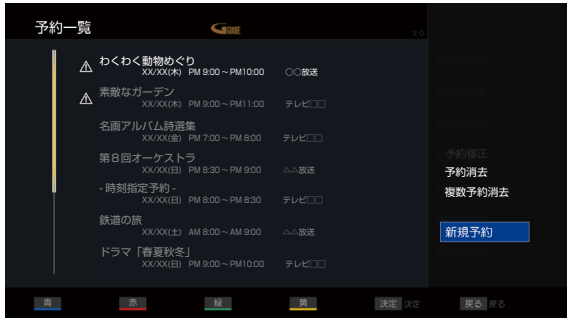 予約一覧
G GUIDE
わくわく動物めぐり
XX/XX(木) PM 9:00～PM10:00 ○○放送
素敵なガーデン
XX/XX(木) PM 9:00～PM11:00 テレビ□□
名画アルバム詩選集
XX/XX(金) PM 7:00～PM 8:00 テレビ□□
第８回オーケストラ
XX/XX(日) PM 8:30～PM 9:00 △△放送
- 時刻指定予約 -
XX/XX(日) PM 8:00～PM 8:30 テレビ□□
鉄道の旅
XX/XX(土) AM 8:00～AM 9:00 △△放送
ドラマ「春夏秋冬」
XX/XX(日) PM 9:00～PM10:00 テレビ□□
予約修正
予約消去
複数予約消去
新規予約
青 赤 緑 黄 決定 決定 戻る 戻る